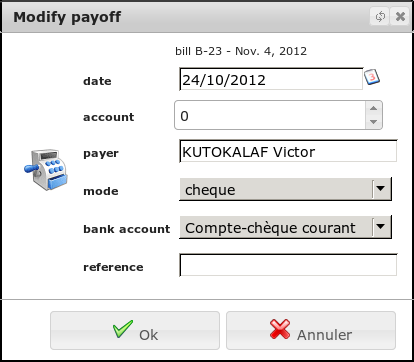 Modify payoff
bill B-23 - Nov. 4, 2012
date 24/10/2012
account 0
payer KUTOKALAF Victor
mode cheque
bank account Compte-chèque courant
reference
Ok Annuler